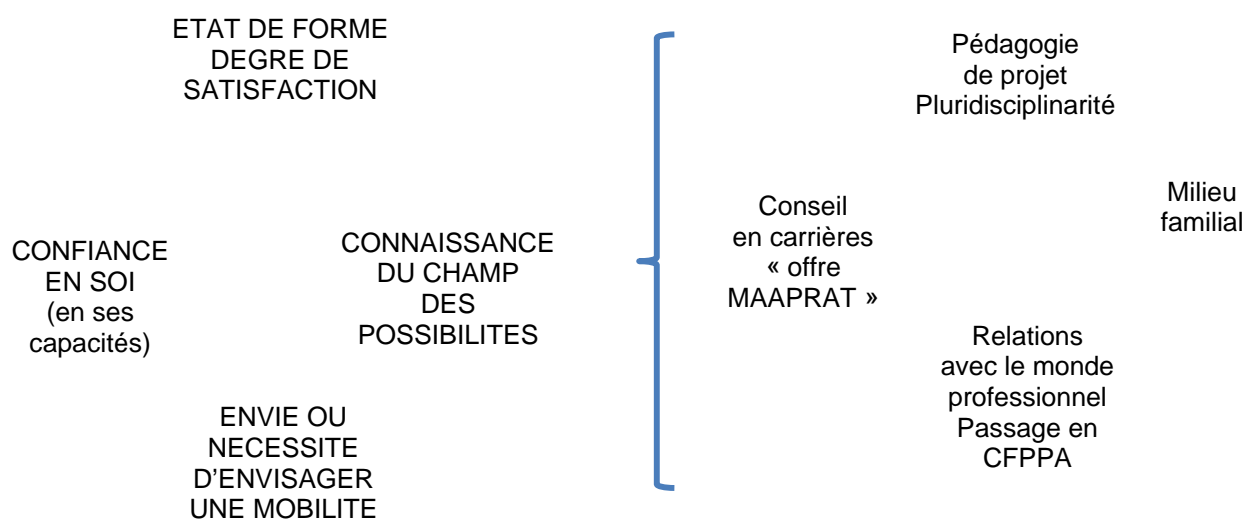 ETAT DE FORME
DEGRE DE
SATISFACTION
CONFIANCE
EN SOI
(en ses
capacités)
CONNAISSANCE
DU CHAMP
DES
POSSIBILITES
ENVIE OU
NECESSITE
D'ENVISAGER
UNE MOBILITE
Conseil
en carrières
« offre
MAAPRAT »
Pédagogie
de projet
Pluridisciplinarité
Milieu
familial
Relations
avec le monde
professionnel
Passage en
CFPPA